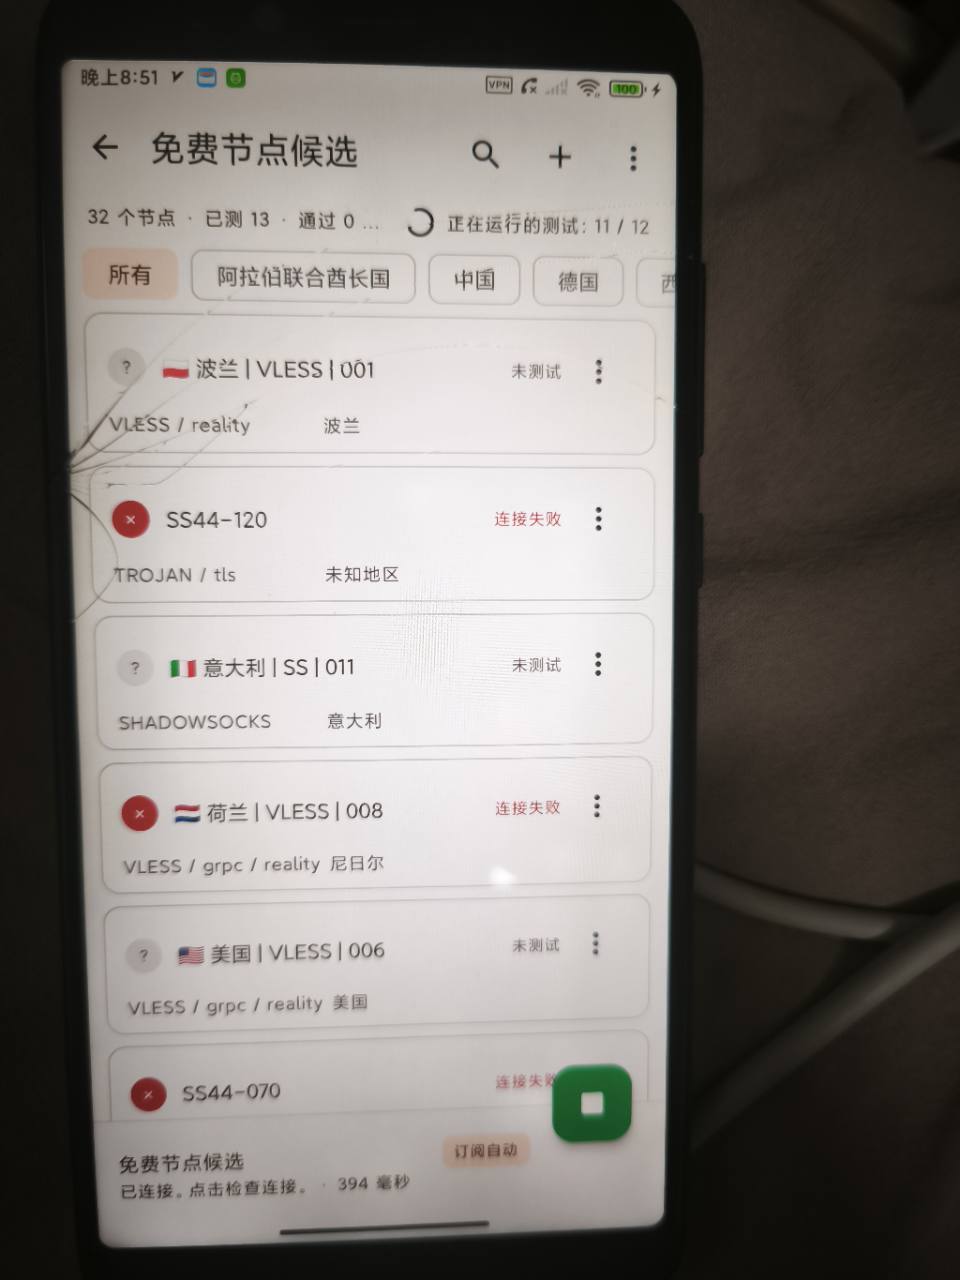 晚上8:51 VPN 100
免费节点候选
32 个节点 · 已测 13 · 通过 0 ... 正在运行的测试: 11 / 12
所有 阿拉伯联合酋长国 中国 德国 西
? 波兰 | VLESS | 001 未测试
VLESS / reality 波兰
SS44-120 连接失败
TROJAN / tls 未知地区
? 意大利 | SS | 011 未测试
SHADOWSOCKS 意大利
荷兰 | VLESS | 008 连接失败
VLESS / grpc / reality 尼日尔
? 美国 | VLESS | 006 未测试
VLESS / grpc / reality 美国
SS44-070 连接失败
免费节点候选 订阅自动
已连接。点击检查连接。 · 394 毫秒